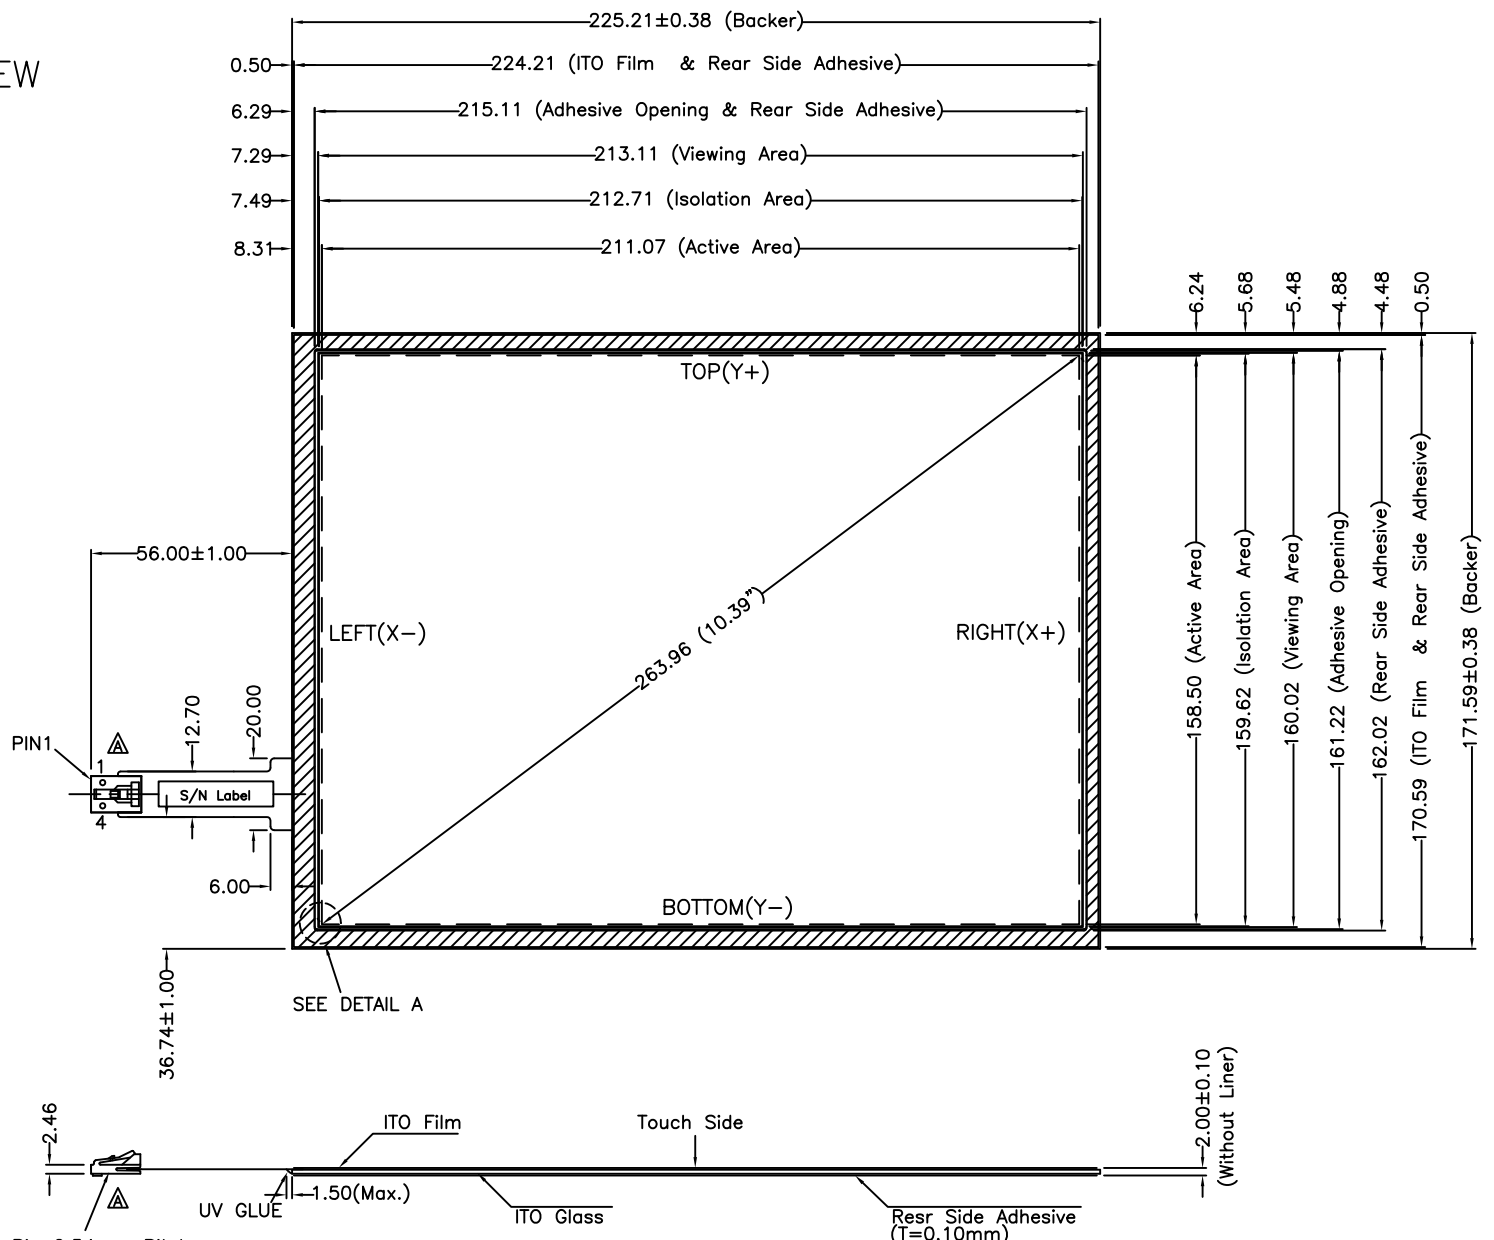 225.21±0.38 (Backer)
EW
0.50
224.21 (ITO Film & Rear Side Adhesive)
6.29
215.11 (Adhesive Opening & Rear Side Adhesive)
7.29
213.11 (Viewing Area)
7.49
212.71 (Isolation Area)
8.31
211.07 (Active Area)
6.24
5.68
5.48
4.88
4.48
0.50
TOP(Y+)
56.00±1.00
LEFT(X-)
263.96 (10.39")
RIGHT(X+)
158.50 (Active Area)
159.62 (Isolation Area)
160.02 (Viewing Area)
161.22 (Adhesive Opening)
162.02 (Rear Side Adhesive)
170.59 (ITO Film & Rear Side Adhesive)
171.59±0.38 (Backer)
PIN1
A
12.70
20.00
1
S/N Label
4
6.00
BOTTOM(Y-)
36.74±1.00
SEE DETAIL A
2.46
ITO Film
Touch Side
2.00±0.10
(Without Liner)
A
UV GLUE
1.50(Max.)
ITO Glass
Resr Side Adhesive
(T=0.10mm)